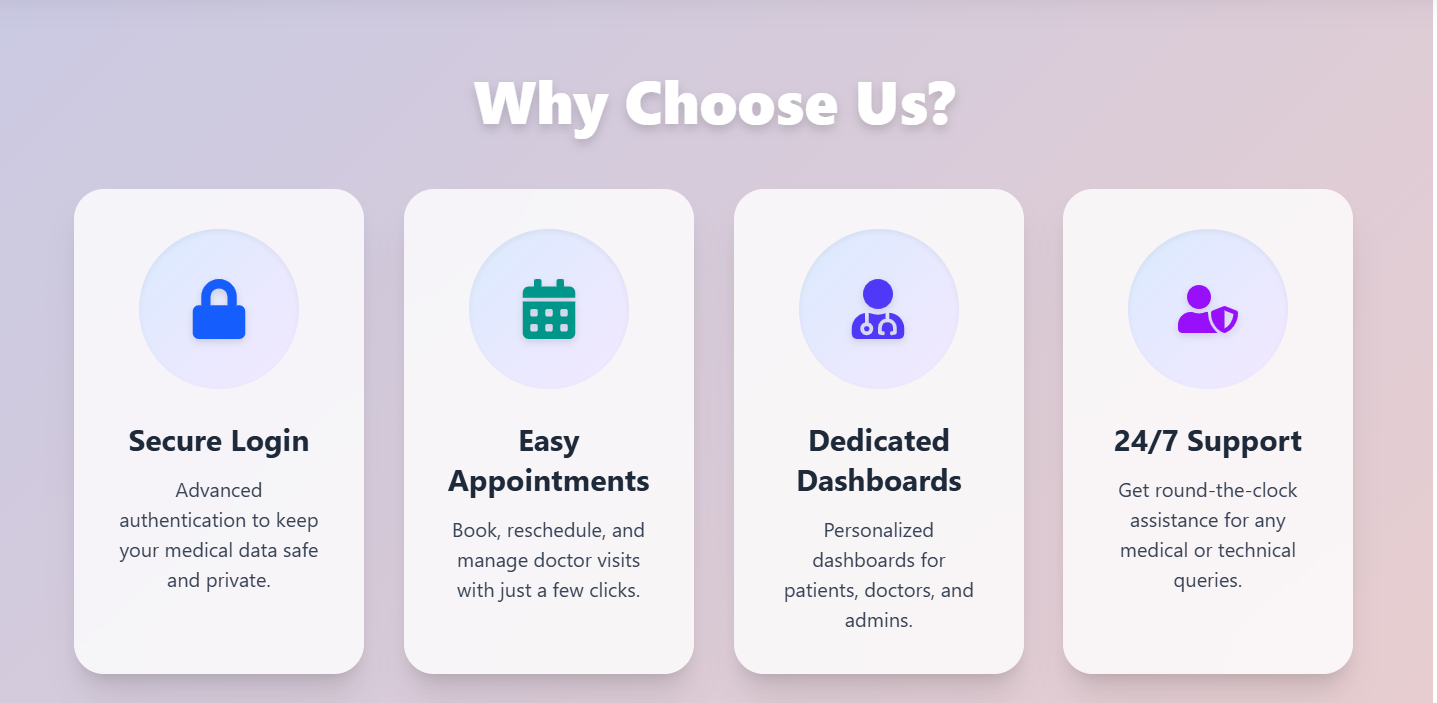 Why Choose Us?
Secure Login
Advanced
authentication to keep
your medical data safe
and private.
Easy
Appointments
Book, reschedule, and
manage doctor visits
with just a few clicks.
Dedicated
Dashboards
Personalized
dashboards for
patients, doctors, and
admins.
24/7 Support
Get round-the-clock
assistance for any
medical or technical
queries.